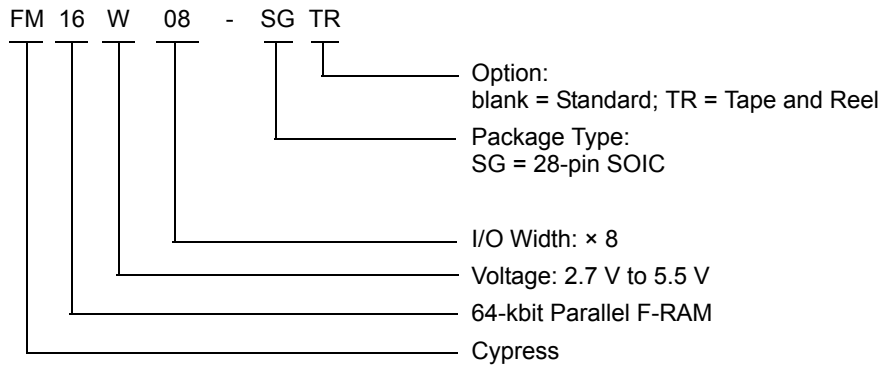 FM 16 W 08 - SG TR
Option:
blank = Standard; TR = Tape and Reel
Package Type:
SG = 28-pin SOIC
I/O Width: × 8
Voltage: 2.7 V to 5.5 V
64-kbit Parallel F-RAM
Cypress